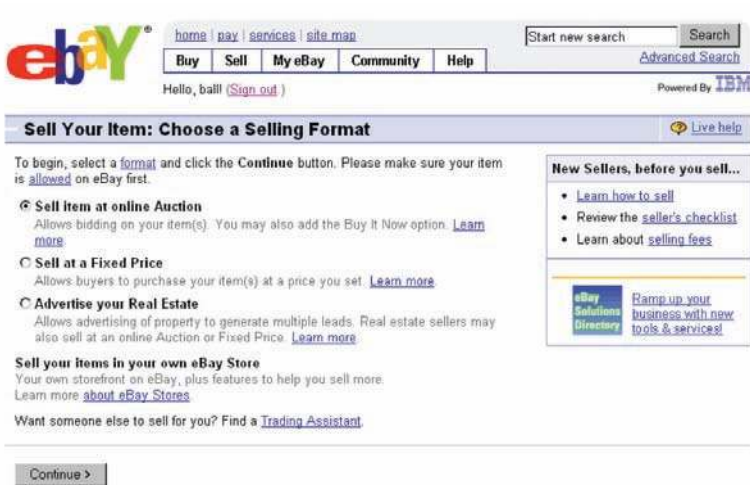 ebaY®
home | pay | services | site map
Start new search Search
Buy Sell My eBay Community Help
Advanced Search
Hello, balll (Sign out )
Powered By IBM
Sell Your Item: Choose a Selling Format
Live help
To begin, select a format and click the Continue button. Please make sure your item
is allowed on eBay first.
Sell item at online Auction
Allows bidding on your item(s). You may also add the Buy It Now option. Learn
more.
Sell at a Fixed Price
Allows buyers to purchase your item(s) at a price you set. Learn more.
Advertise your Real Estate
Allows advertising of property to generate multiple leads. Real estate sellers may
also sell at an online Auction or Fixed Price. Learn more.
Sell your items in your own eBay Store
Your own storefront on eBay, plus features to help you sell more.
Learn more about eBay Stores.
Want someone else to sell for you? Find a Trading Assistant.
New Sellers, before you sell...
• Learn how to sell
• Review the seller's checklist
• Learn about selling fees
eBay
Solutions
Directory
Ramp up your
business with new
tools & services!
Continue >